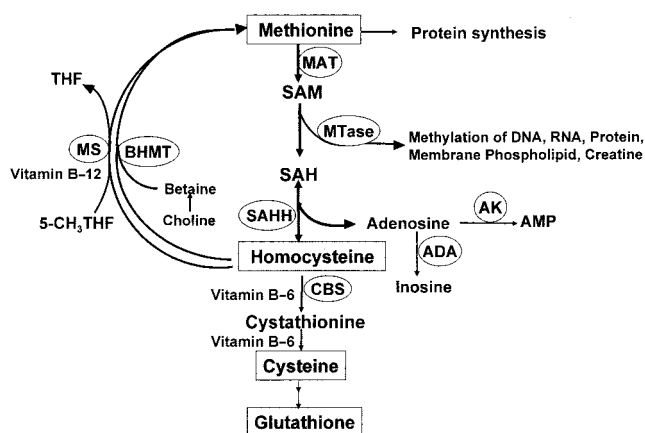 Methionine
Protein synthesis
MAT
THF
SAM
MTase
Methylation of DNA, RNA, Protein,
Membrane Phospholipid, Creatine
MS
BHMT
Vitamin B-12
SAH
Betaine
Choline
5-CH₃THF
SAHH
Adenosine
AK
AMP
ADA
Homocysteine
Inosine
Vitamin B-6
CBS
Cystathionine
Vitamin B-6
Cysteine
Glutathione